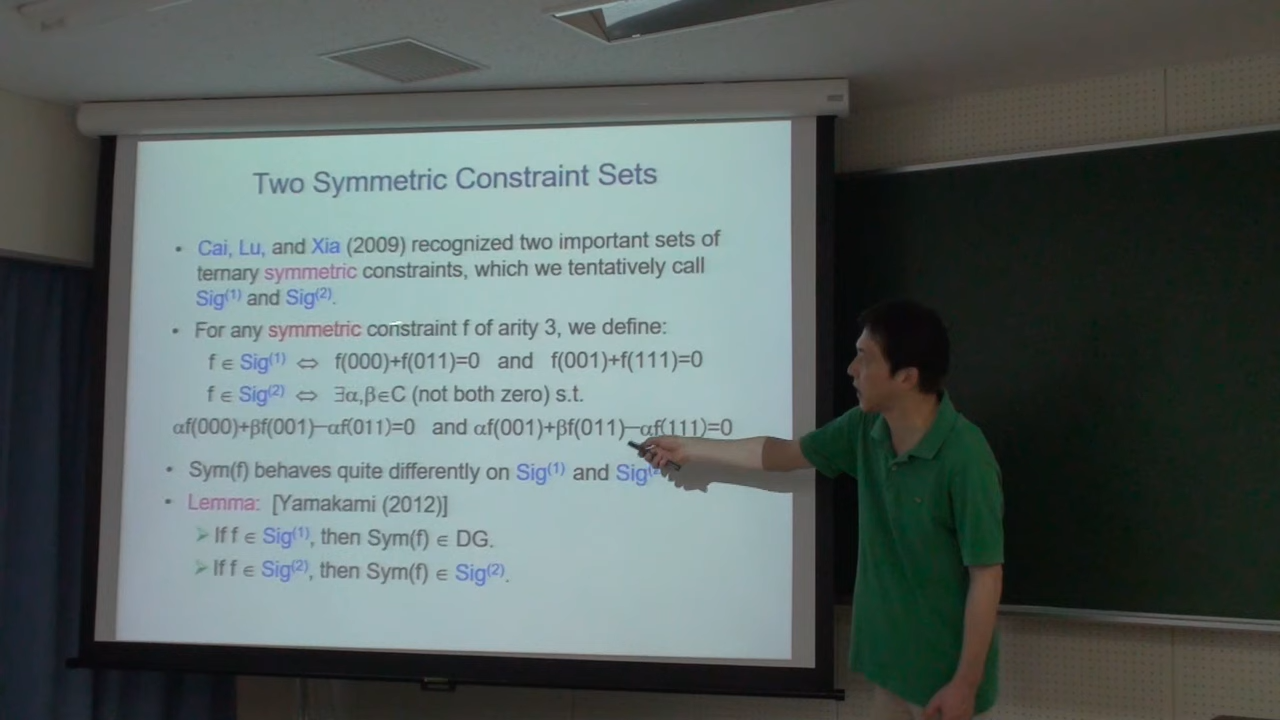 Two Symmetric Constraint Sets
• Cai, Lu, and Xia (2009) recognized two important sets of
ternary symmetric constraints, which we tentatively call
Sig⁽¹⁾ and Sig⁽²⁾.
• For any symmetric constraint f of arity 3, we define:
f ∈ Sig⁽¹⁾ ⇔ f(000)+f(011)=0 and f(001)+f(111)=0
f ∈ Sig⁽²⁾ ⇔ ∃α,β∈C (not both zero) s.t.
αf(000)+βf(001)−αf(011)=0 and αf(001)+βf(011)−αf(111)=0
• Sym(f) behaves quite differently on Sig⁽¹⁾ and Sig
• Lemma: [Yamakami (2012)]
➢ If f ∈ Sig⁽¹⁾, then Sym(f) ∈ DG.
➢ If f ∈ Sig⁽²⁾, then Sym(f) ∈ Sig⁽²⁾.